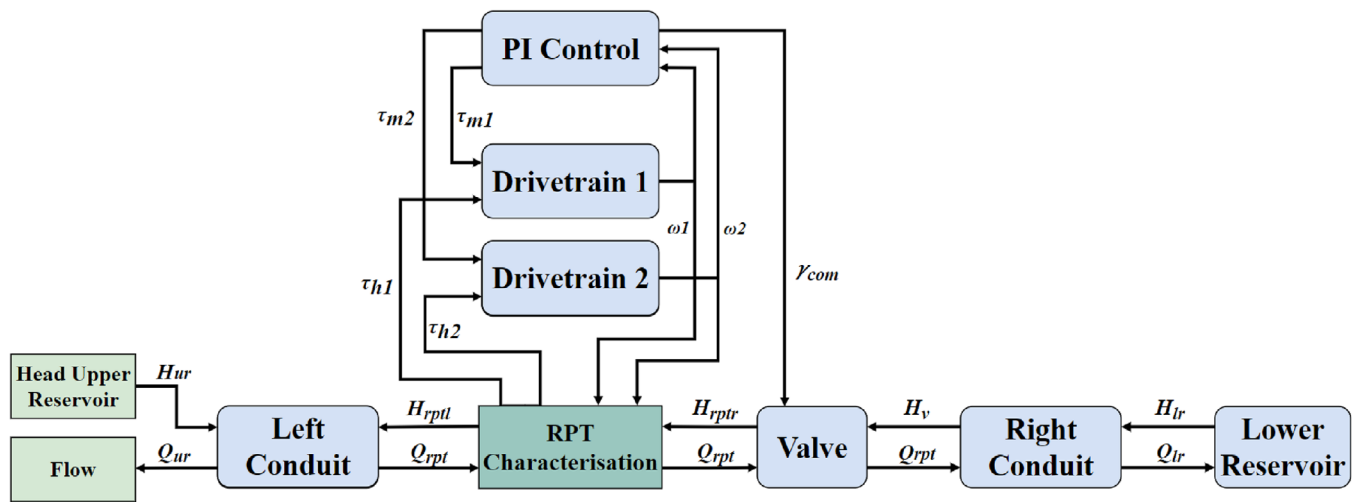 PI Control
τm2
τm1
Drivetrain 1
ω1
ω2
Drivetrain 2
γcom
τh1
τh2
Head Upper
Reservoir
Hur
Hrptl
Hrptr
Hv
Hlr
Left
Conduit
RPT
Characterisation
Valve
Right
Conduit
Lower
Reservoir
Flow
Qur
Qrpt
Qrpt
Qrpt
Qlr